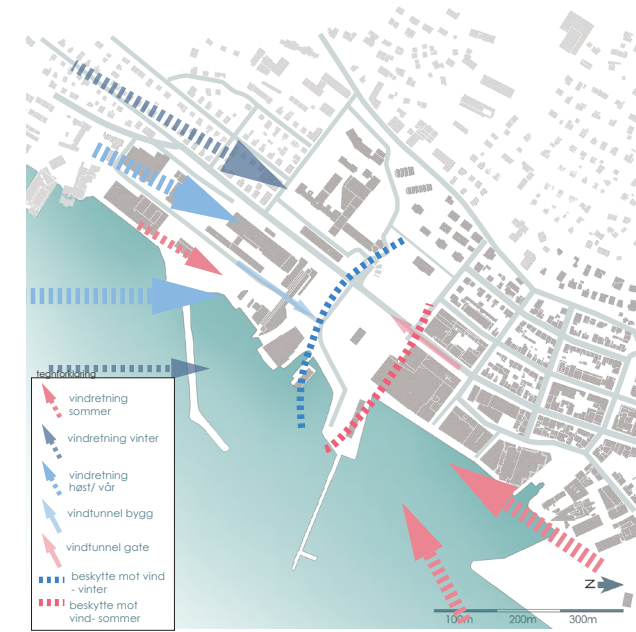 tegnforklaring
vindretning
sommer
vindretning vinter
vindretning
høst/ vår
vindtunnel bygg
vindtunnel gate
beskytte mot vind
- vinter
beskytte mot
vind- sommer
N
100m 200m 300m